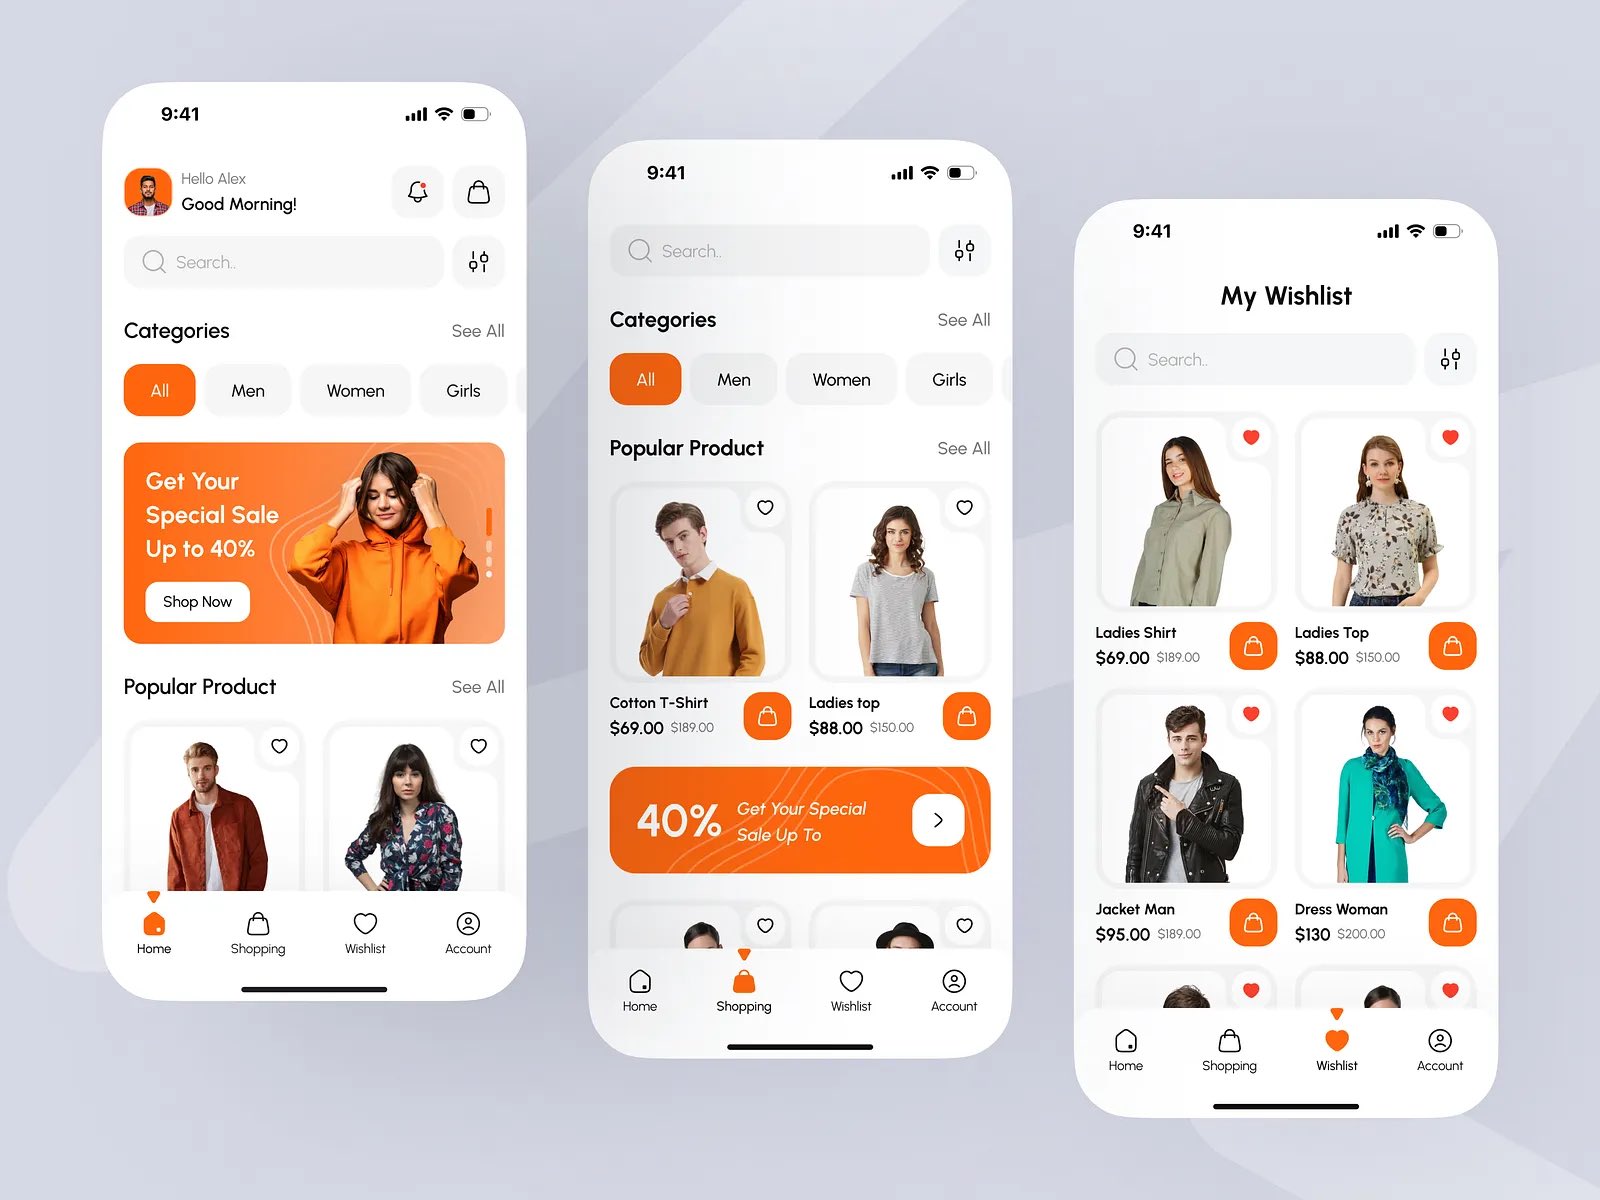 9:41
Hello Alex
Good Morning!
Search..
Categories
See All
All
Men
Women
Girls
Get Your
Special Sale
Up to 40%
Shop Now
Popular Product
See All
Home
Shopping
Wishlist
Account
9:41
Search..
Categories
See All
All
Men
Women
Girls
Popular Product
See All
Cotton T-Shirt
$69.00 $189.00
Ladies top
$88.00 $150.00
40%
Get Your Special
Sale Up To
Home
Shopping
Wishlist
Account
9:41
My Wishlist
Search..
Ladies Shirt
$69.00 $189.00
Ladies Top
$88.00 $150.00
Jacket Man
$95.00 $189.00
Dress Woman
$130 $200.00
Home
Shopping
Wishlist
Account